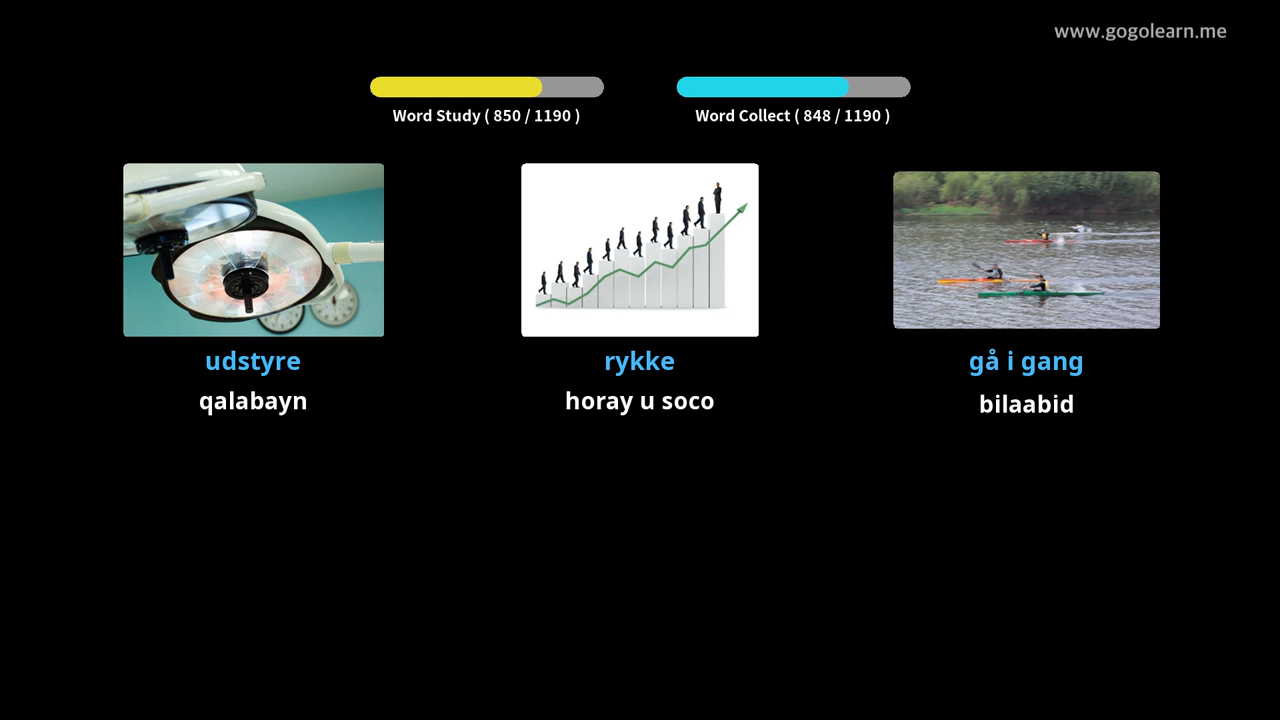 www.gogolearn.me
Word Study ( 850 / 1190 )
Word Collect ( 848 / 1190 )
udstyre
rykke
gå i gang
qalabayn
horay u soco
bilaabid